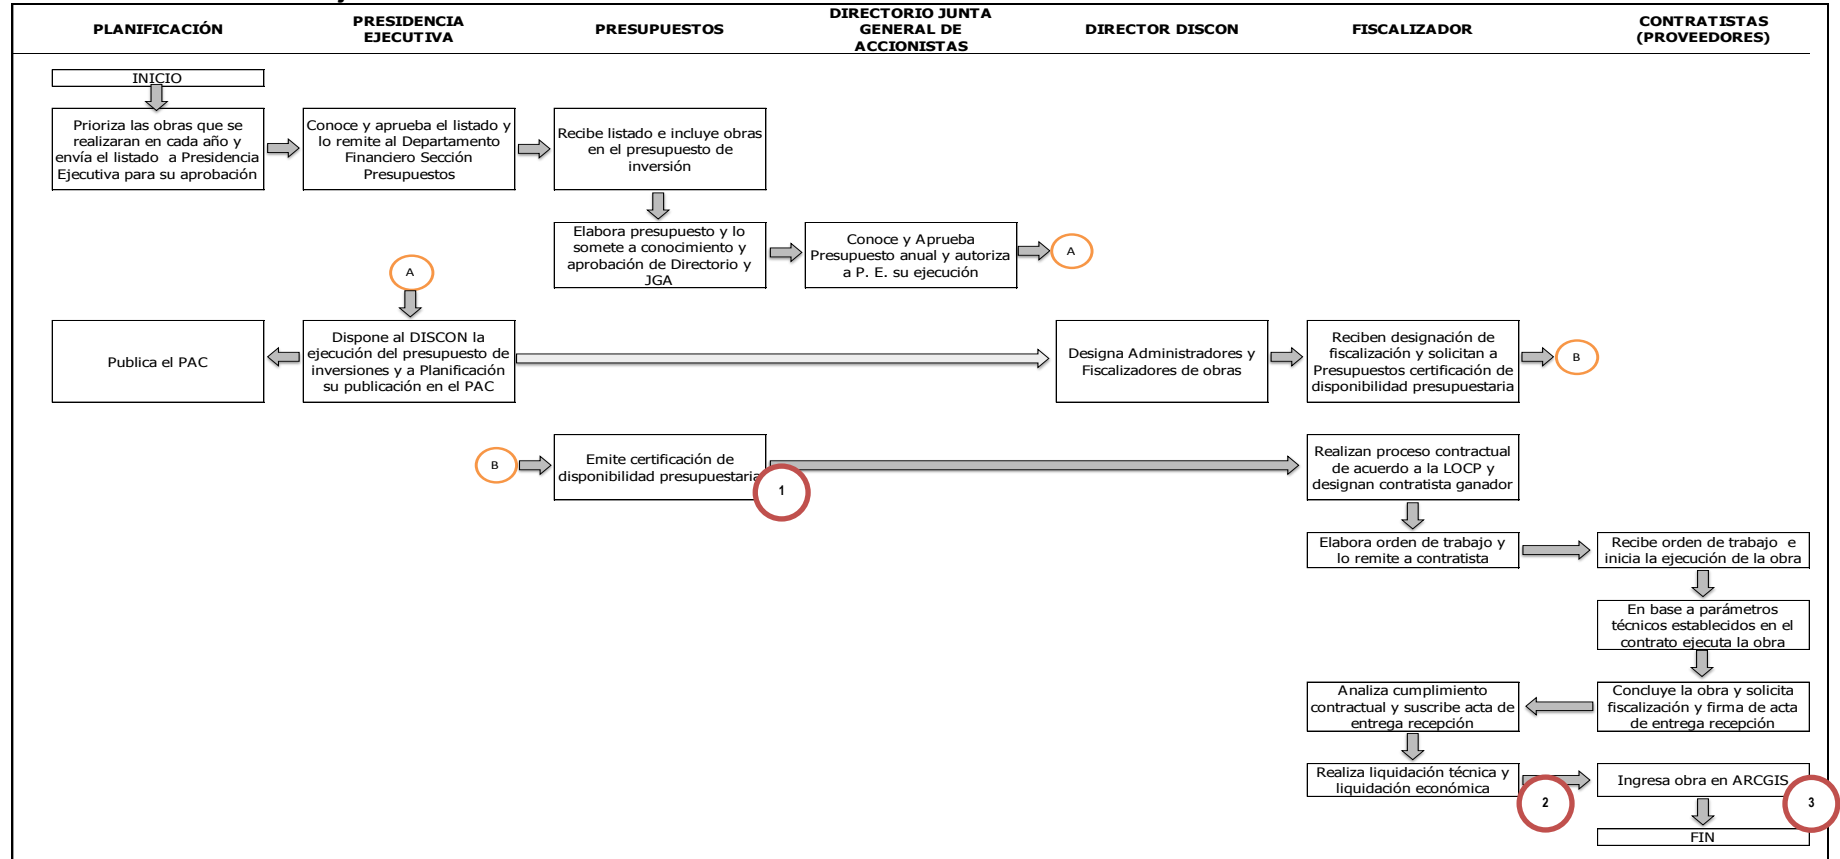 PLANIFICACIÓN
PRESIDENCIA
EJECUTIVA
PRESUPUESTOS
DIRECTORIO JUNTA
GENERAL DE
ACCIONISTAS
DIRECTOR DISCON
FISCALIZADOR
CONTRATISTAS
(PROVEEDORES)
INICIO
Prioriza las obras que se
realizaran en cada año y
envía el listado a Presidencia
Ejecutiva para su aprobación
Conoce y aprueba el listado y
lo remite al Departamento
Financiero Sección
Presupuestos
Recibe listado e incluye obras
en el presupuesto de
inversión
Elabora presupuesto y lo
somete a conocimiento y
aprobación de Directorio y
JGA
Conoce y Aprueba
Presupuesto anual y autoriza
a P. E. su ejecución
A
A
Publica el PAC
Dispone al DISCON la
ejecución del presupuesto de
inversiones y a Planificación
su publicación en el PAC
Designa Administradores y
Fiscalizadores de obras
Reciben designación de
fiscalización y solicitan a
Presupuestos certificación de
disponibilidad presupuestaria
B
B
Emite certificación de
disponibilidad presupuestaria
1
Realizan proceso contractual
de acuerdo a la LOCP y
designan contratista ganador
Elabora orden de trabajo y
lo remite a contratista
Recibe orden de trabajo e
inicia la ejecución de la obra
En base a parámetros
técnicos establecidos en el
contrato ejecuta la obra
Concluye la obra y solicita
fiscalización y firma de acta
de entrega recepción
Analiza cumplimiento
contractual y suscribe acta de
entrega recepción
Realiza liquidación técnica y
liquidación económica
2
Ingresa obra en ARCGIS
3
FIN